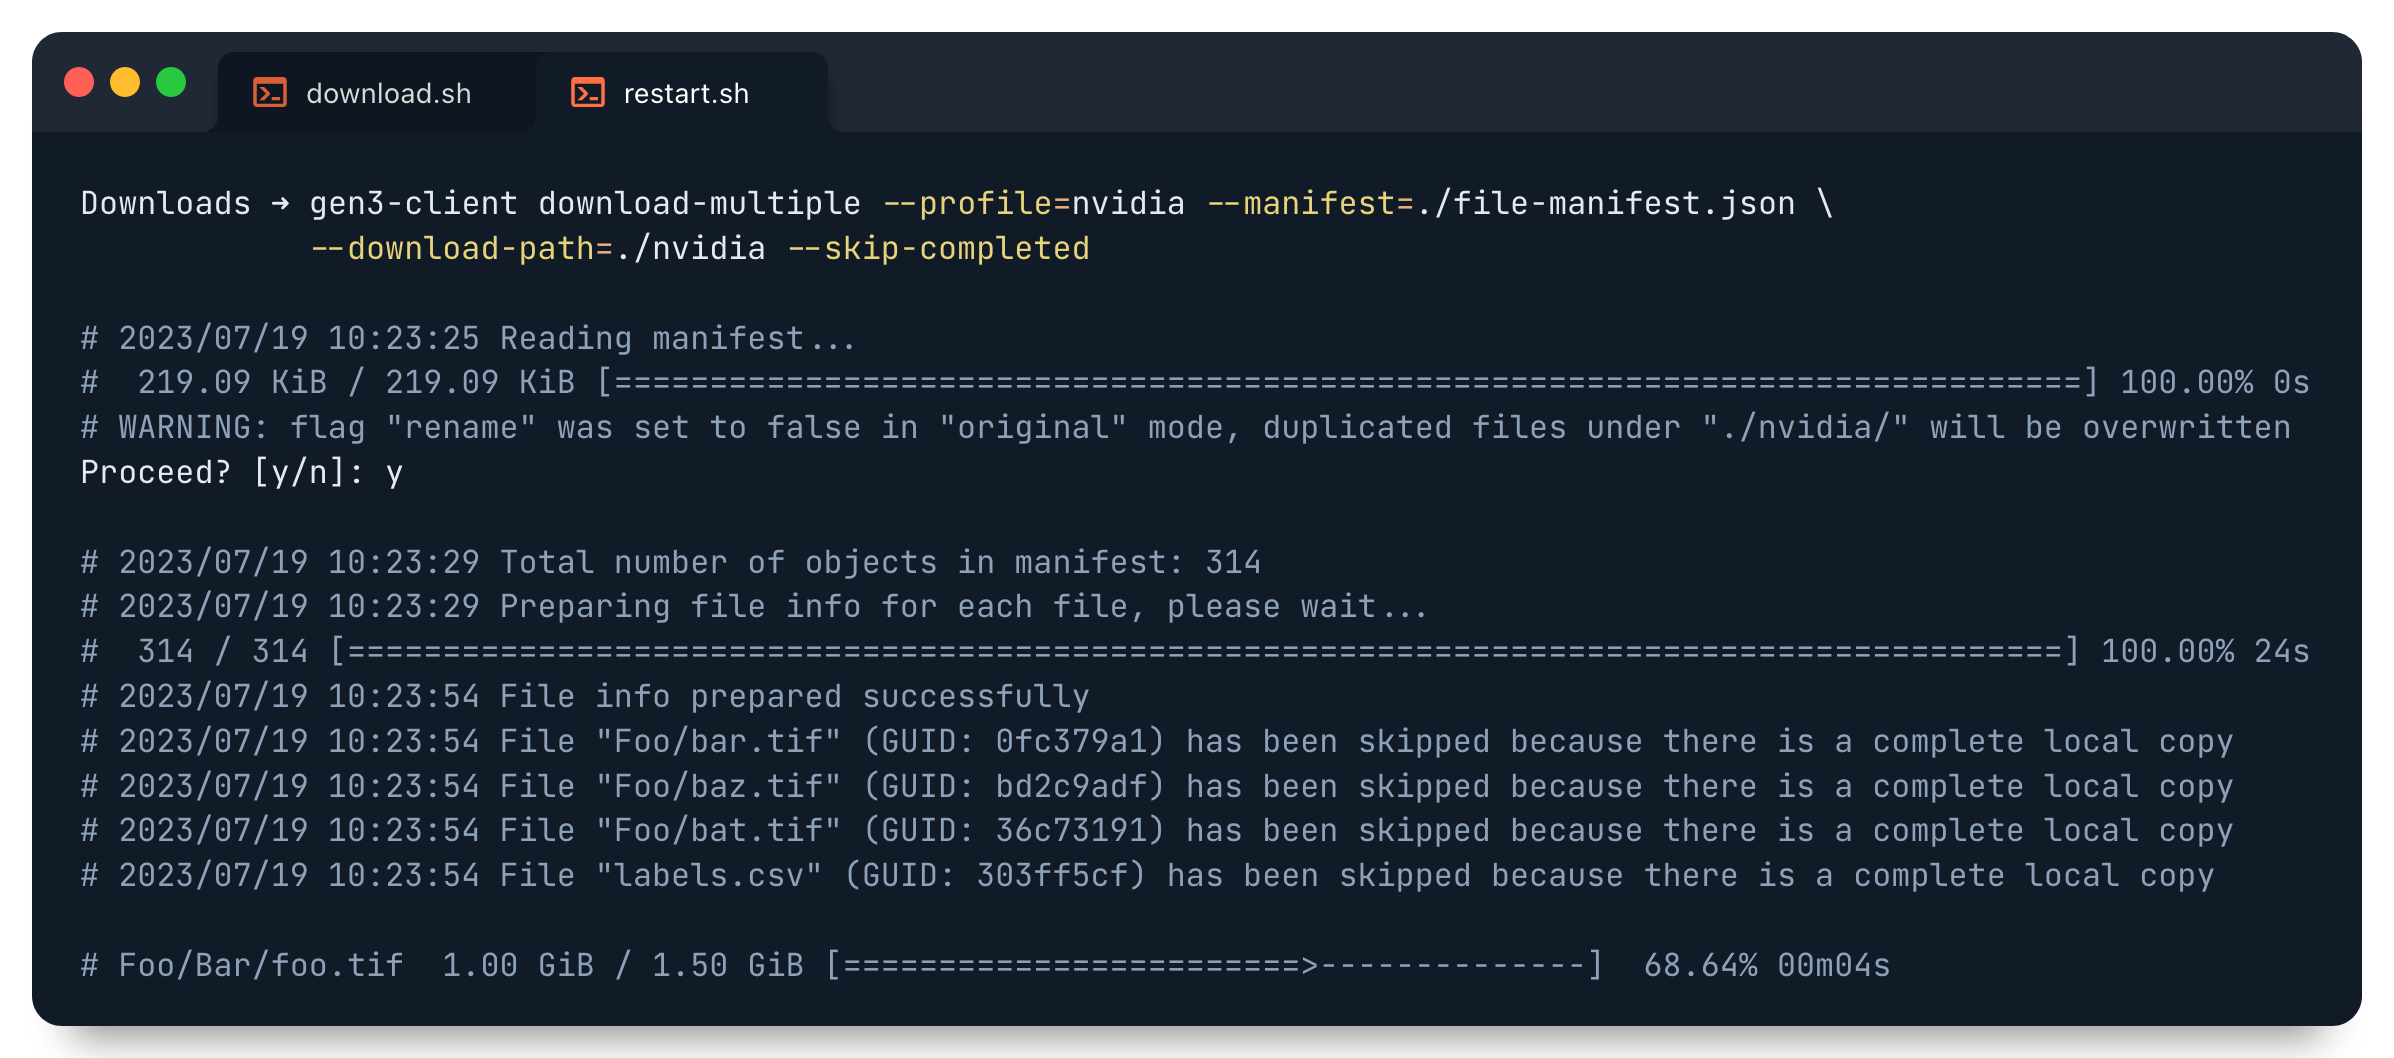 download.sh
restart.sh
Downloads → gen3-client download-multiple --profile=nvidia --manifest=./file-manifest.json \
--download-path=./nvidia --skip-completed
# 2023/07/19 10:23:25 Reading manifest...
#  219.09 KiB / 219.09 KiB [=============================================================================] 100.00% 0s
# WARNING: flag "rename" was set to false in "original" mode, duplicated files under "./nvidia/" will be overwritten
Proceed? [y/n]: y
# 2023/07/19 10:23:29 Total number of objects in manifest: 314
# 2023/07/19 10:23:29 Preparing file info for each file, please wait...
#  314 / 314 [==========================================================================================] 100.00% 24s
# 2023/07/19 10:23:54 File info prepared successfully
# 2023/07/19 10:23:54 File "Foo/bar.tif" (GUID: 0fc379a1) has been skipped because there is a complete local copy
# 2023/07/19 10:23:54 File "Foo/baz.tif" (GUID: bd2c9adf) has been skipped because there is a complete local copy
# 2023/07/19 10:23:54 File "Foo/bat.tif" (GUID: 36c73191) has been skipped because there is a complete local copy
# 2023/07/19 10:23:54 File "labels.csv" (GUID: 303ff5cf) has been skipped because there is a complete local copy
# Foo/Bar/foo.tif  1.00 GiB / 1.50 GiB [========================>--------------]  68.64% 00m04s